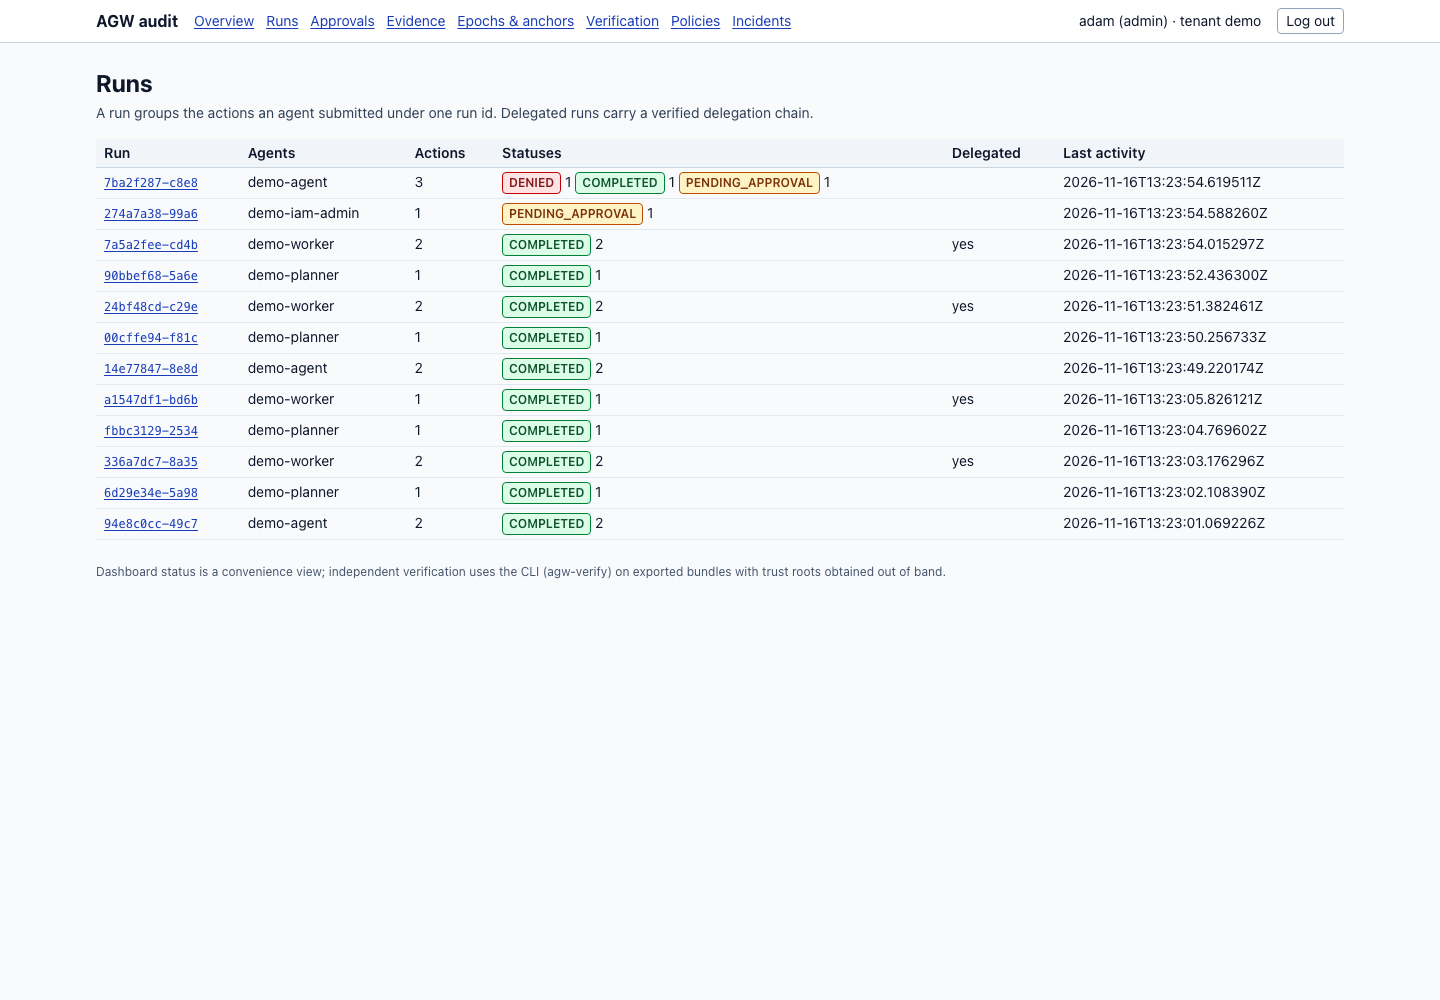 AGW audit Overview Runs Approvals Evidence Epochs & anchors Verification Policies Incidents adam (admin) · tenant demo Log out
Runs
A run groups the actions an agent submitted under one run id. Delegated runs carry a verified delegation chain.
Run Agents Actions Statuses Delegated Last activity
7ba2f287-c8e8 demo-agent 3 DENIED 1 COMPLETED 1 PENDING_APPROVAL 1 2026-11-16T13:23:54.619511Z
274a7a38-99a6 demo-iam-admin 1 PENDING_APPROVAL 1 2026-11-16T13:23:54.588260Z
7a5a2fee-cd4b demo-worker 2 COMPLETED 2 yes 2026-11-16T13:23:54.015297Z
90bbef68-5a6e demo-planner 1 COMPLETED 1 2026-11-16T13:23:52.436300Z
24bf48cd-c29e demo-worker 2 COMPLETED 2 yes 2026-11-16T13:23:51.382461Z
00cffe94-f81c demo-planner 1 COMPLETED 1 2026-11-16T13:23:50.256733Z
14e77847-8e8d demo-agent 2 COMPLETED 2 2026-11-16T13:23:49.220174Z
a1547df1-bd6b demo-worker 1 COMPLETED 1 yes 2026-11-16T13:23:05.826121Z
fbbc3129-2534 demo-planner 1 COMPLETED 1 2026-11-16T13:23:04.769602Z
336a7dc7-8a35 demo-worker 2 COMPLETED 2 yes 2026-11-16T13:23:03.176296Z
6d29e34e-5a98 demo-planner 1 COMPLETED 1 2026-11-16T13:23:02.108390Z
94e8c0cc-49c7 demo-agent 2 COMPLETED 2 2026-11-16T13:23:01.069226Z
Dashboard status is a convenience view; independent verification uses the CLI (agw-verify) on exported bundles with trust roots obtained out of band.